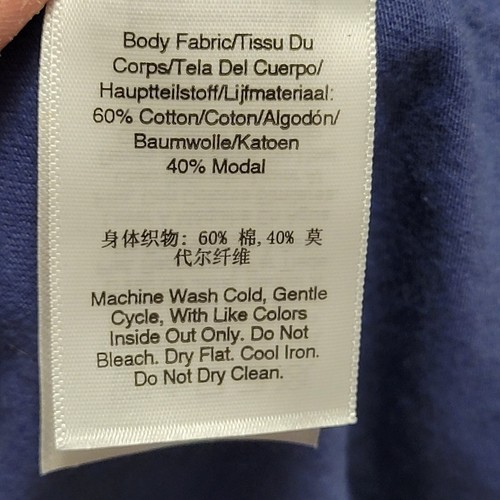 Body Fabric/Tissu Du
Corps/Tela Del Cuerpo/
Hauptteilstoff/Lijfmateriaal:
60% Cotton/Coton/Algodón/
Baumwolle/Katoen
40% Modal
身体织物: 60% 棉,40% 莫
代尔纤维
Machine Wash Cold, Gentle
Cycle, With Like Colors
Inside Out Only. Do Not
Bleach. Dry Flat. Cool Iron.
Do Not Dry Clean.